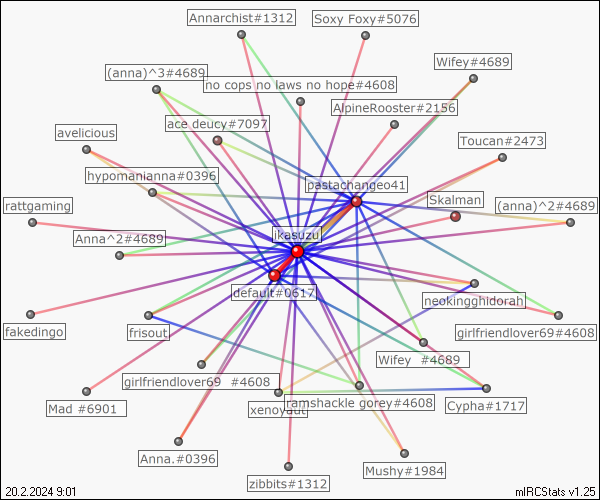 Annarchist#1312
Soxy Foxy#5076
Wifey#4689
(anna)^3#4689
no cops no laws no hope#4608
AlpineRooster#2156
ace.deucy#7097
avelicious
Toucan#2473
hypomanianna#0396
pastachangeo41
rattgaming
Skalman
(anna)^2#4689
Anna^2#4689
ikasuzu
default#0617
neokingghidorah
fakedingo
frisout
girlfriendlover69#4608
Wifey  #4689
girlfriendlover69  #4608
Mad #6901
xenoyaut
ramshackle gorey#4608
Cypha#1717
Anna.#0396
zibbits#1312
Mushy#1984
20.2.2024 9:01
mIRCStats v1.25